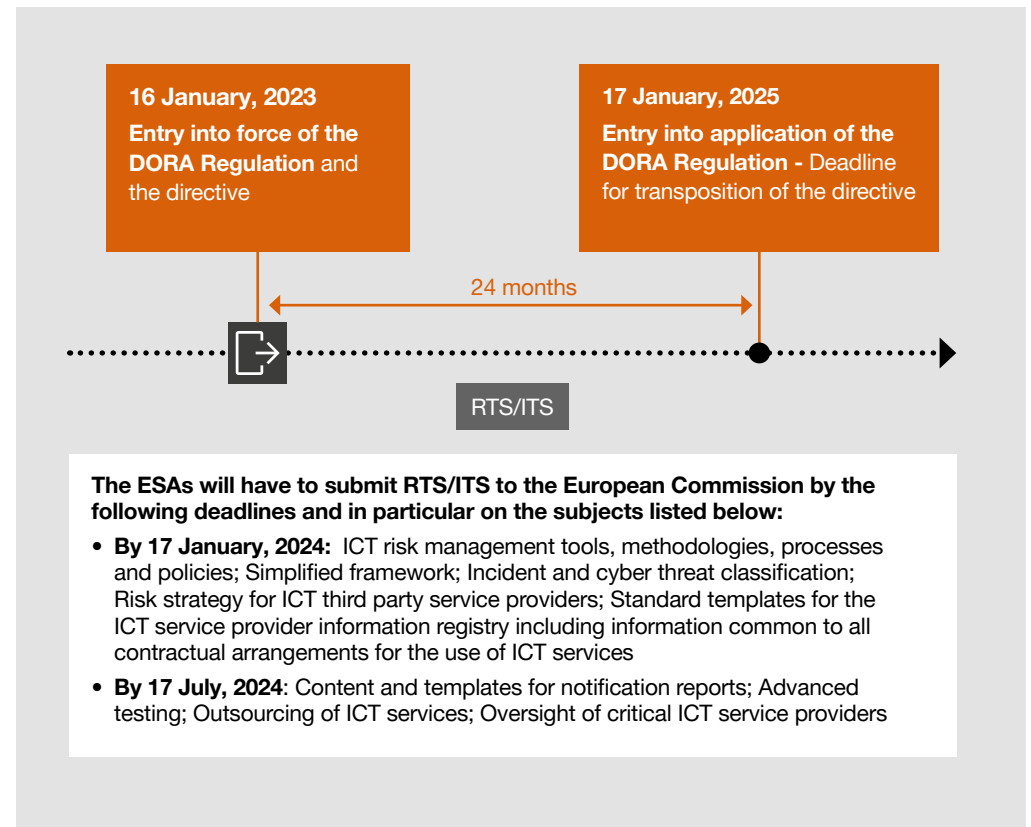 16 January, 2023
Entry into force of the
DORA Regulation and
the directive
17 January, 2025
Entry into application of the
DORA Regulation - Deadline
for transposition of the directive
24 months
RTS/ITS
The ESAs will have to submit RTS/ITS to the European Commission by the
following deadlines and in particular on the subjects listed below:
• By 17 January, 2024: ICT risk management tools, methodologies, processes
and policies; Simplified framework; Incident and cyber threat classification;
Risk strategy for ICT third party service providers; Standard templates for the
ICT service provider information registry including information common to all
contractual arrangements for the use of ICT services
• By 17 July, 2024: Content and templates for notification reports; Advanced
testing; Outsourcing of ICT services; Oversight of critical ICT service providers